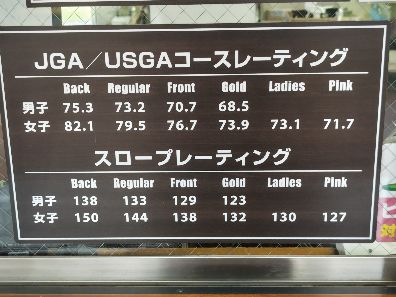 JGA／USGAコースレーティング
Back Regular Front Gold Ladies Pink
男子 75.3 73.2 70.7 68.5
女子 82.1 79.5 76.7 73.9 73.1 71.7
スロープレーティング
Back Regular Front Gold Ladies Pink
男子 138 133 129 123
女子 150 144 138 132 130 127